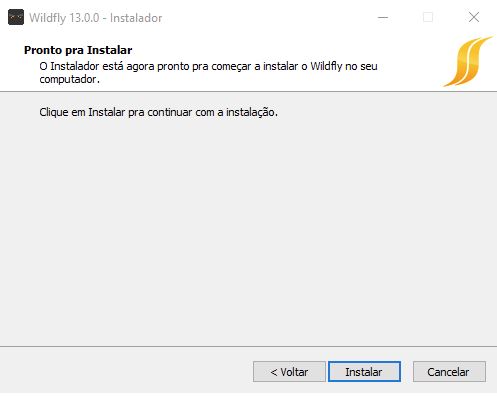 Wildfly 13.0.0 - Instalador
Pronto pra Instalar
O Instalador está agora pronto pra começar a instalar o Wildfly no seu
computador.
Clique em Instalar pra continuar com a instalação.
< Voltar
Instalar
Cancelar